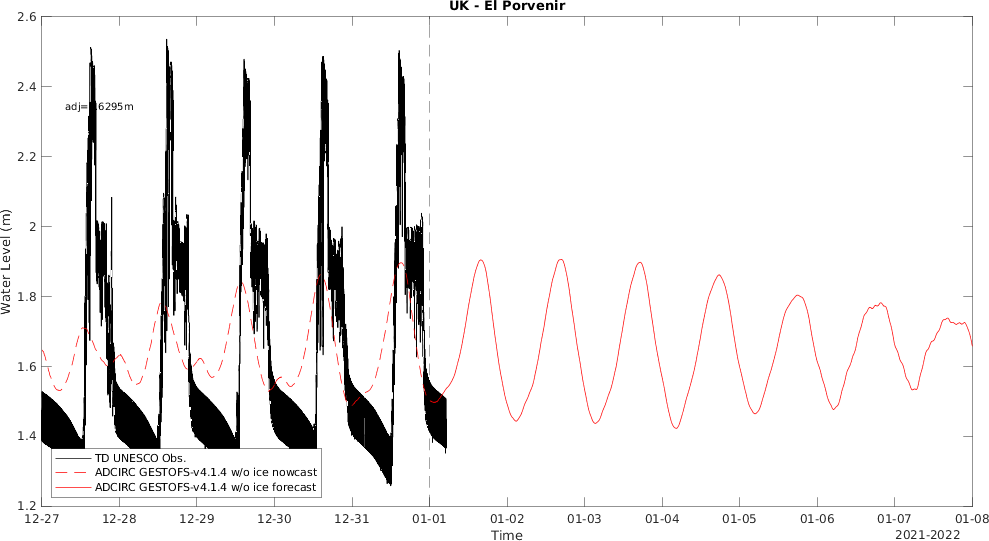 UK - El Porvenir
2.6
2.4
2.2
2
1.8
1.6
1.4
1.2
Water Level (m)
adj= 6295m
TD UNESCO Obs.
ADCIRC GESTOFS-v4.1.4 w/o ice nowcast
ADCIRC GESTOFS-v4.1.4 w/o ice forecast
12-27 12-28 12-29 12-30 12-31 01-01 01-02 01-03 01-04 01-05 01-06 01-07 01-08
Time
2021-2022